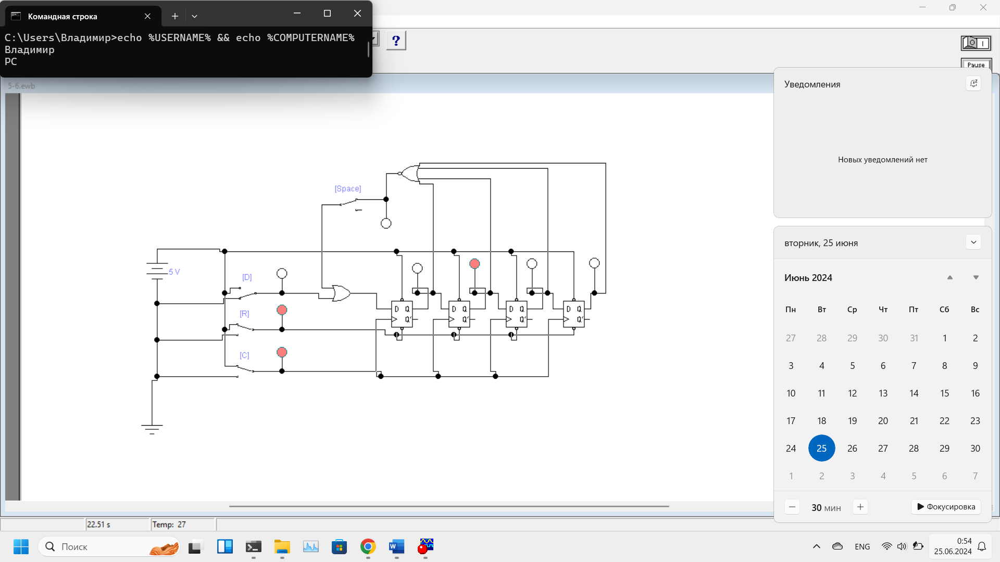 Командная строка
C:\Users\Владимир>echo %USERNAME% && echo %COMPUTERNAME%
Владимир
PC
?
Pause
5-6.ewb
Уведомления
Новых уведомлений нет
[Space]
5 V
[D]
[R]
[C]
D Q
Q'
D Q
Q'
D Q
Q'
D Q
Q'
вторник, 25 июня
Июнь 2024
Пн Вт Ср Чт Пт Сб Вс
27 28 29 30 31 1 2
3 4 5 6 7 8 9
10 11 12 13 14 15 16
17 18 19 20 21 22 23
24 25 26 27 28 29 30
1 2 3 4 5 6 7
30 мин
Фокусировка
22.51 s
Temp: 27
Поиск
ENG
0:54
25.06.2024